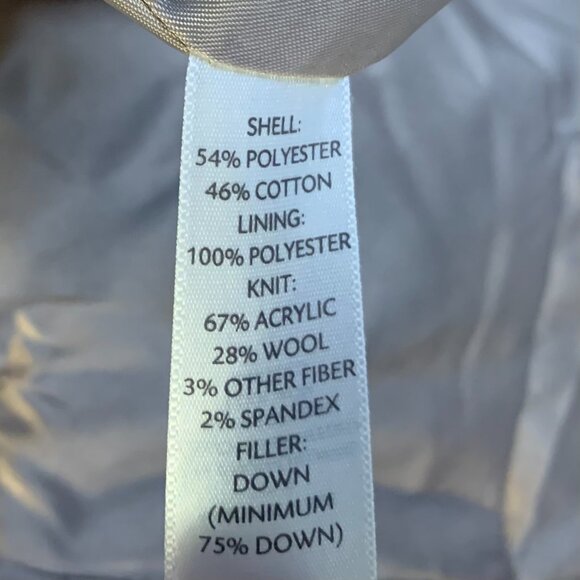 SHELL:
54% POLYESTER
46% COTTON
LINING:
100% POLYESTER
KNIT:
67% ACRYLIC
28% WOOL
3% OTHER FIBER
2% SPANDEX
FILLER:
DOWN
(MINIMUM
75% DOWN)